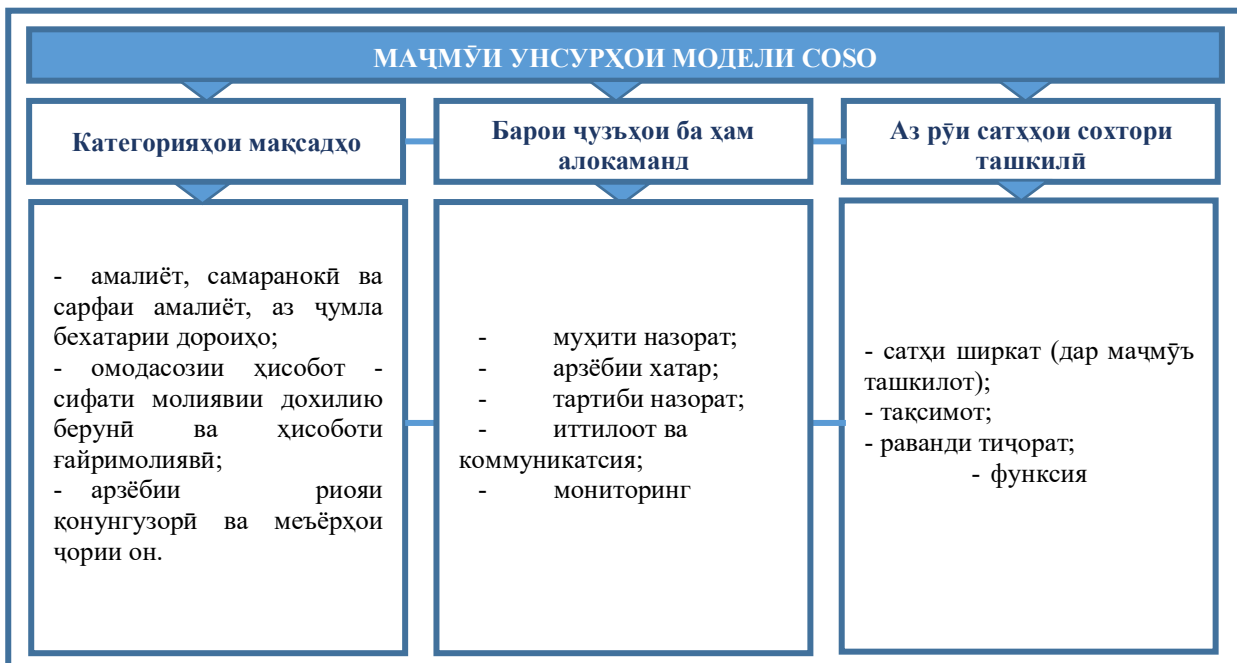 МАҶМӮИ УНСУРҲОИ МОДЕЛИ COSO
Категорияҳои мақсадҳо
Барои ҷузъҳои ба ҳам
алоқаманд
Аз рӯи сатҳҳои сохтори
ташкилӣ
- амалиёт, самаранокӣ ва
сарфаи амалиёт, аз ҷумла
бехатарии дороиҳо;
- омодасозии ҳисобот -
сифати молиявии дохилию
берунӣ ва ҳисоботи
ғайримолиявӣ;
- арзёбии риояи
қонунгузорӣ ва меъёрҳои
ҷории он.
- муҳити назорат;
- арзёбии хатар;
- тартиби назорат;
- иттилоот ва
коммуникатсия;
- мониторинг
- сатҳи ширкат (дар маҷмӯъ
ташкилот);
- тақсимот;
- раванди тиҷорат;
- функсия